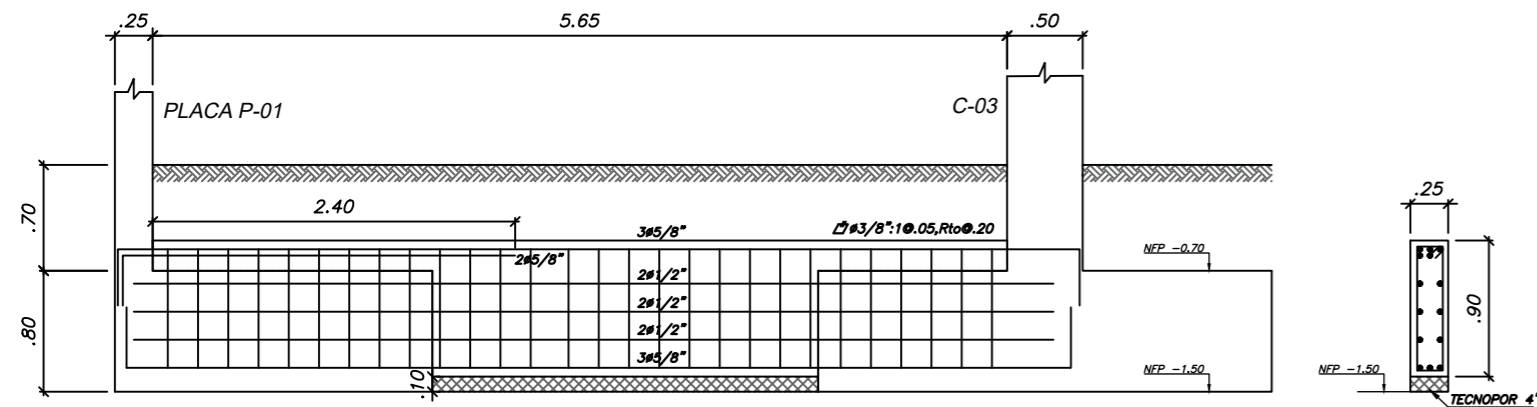 .25
5.65
.50
PLACA P-01
C-03
.70
2.40
3ø5/8"
ø3/8":1@.05,Rto@.20
2ø5/8"
NFP -0.70
2ø1/2"
2ø1/2"
2ø1/2"
3ø5/8"
.80
.10
NFP -1.50
.25
.90
NFP -1.50
TECNOPOR 4"